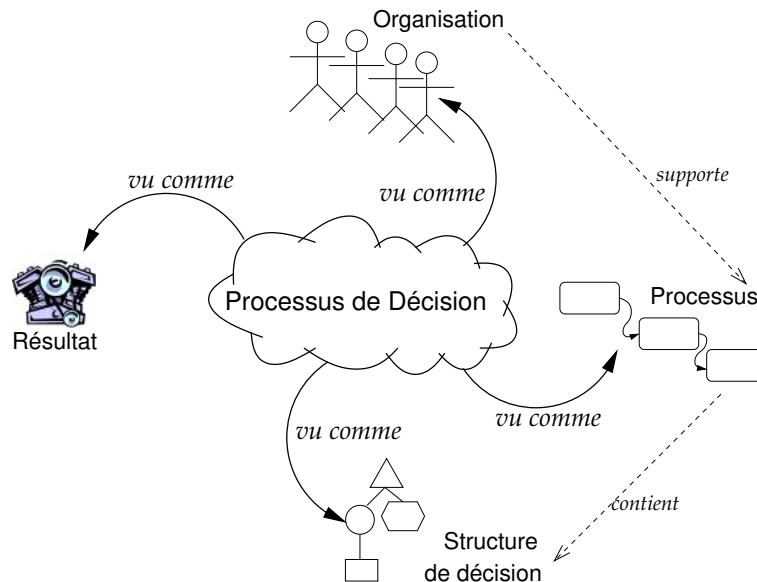 Organisation
vu comme
vu comme
supporte
Processus de Décision
Processus
Résultat
vu comme
vu comme
contient
Structure
de décision